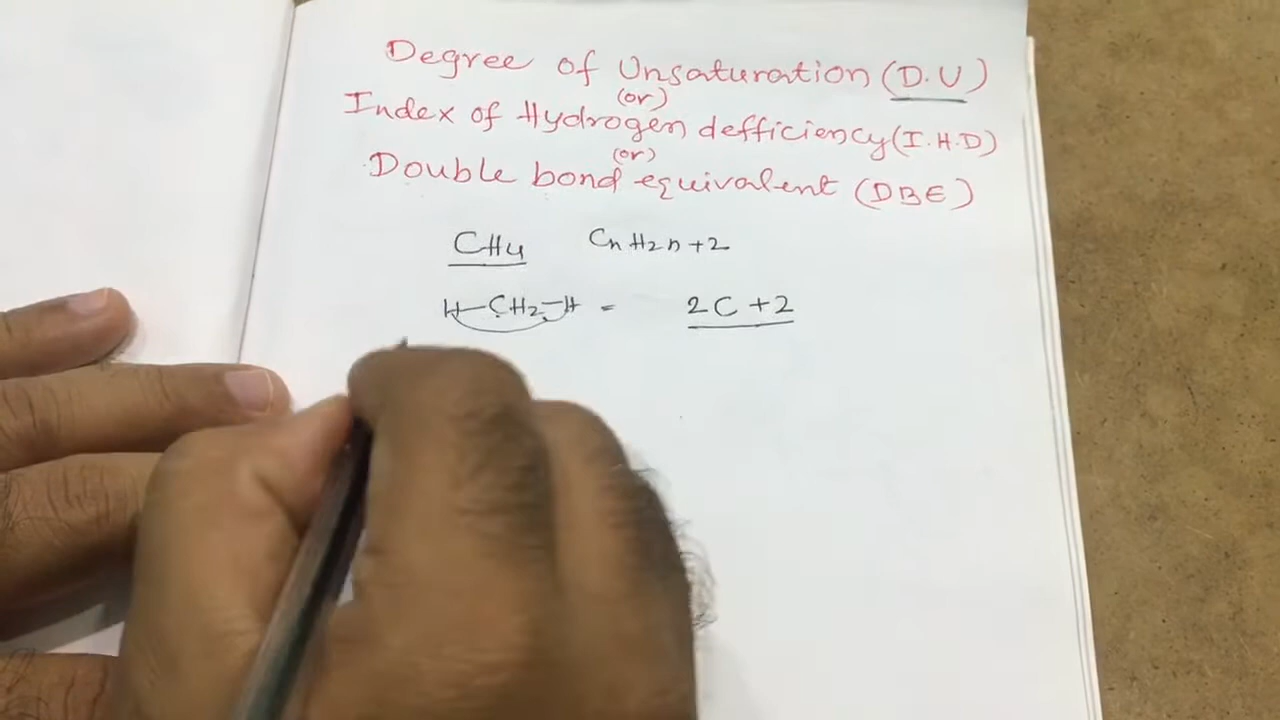 Degree of Unsaturation (D.U)
(or)
Index of Hydrogen defficiency (I.H.D)
(or)
Double bond equivalent (DBE)
CH4 CnH2n+2
H-CH2-H = 2C+2